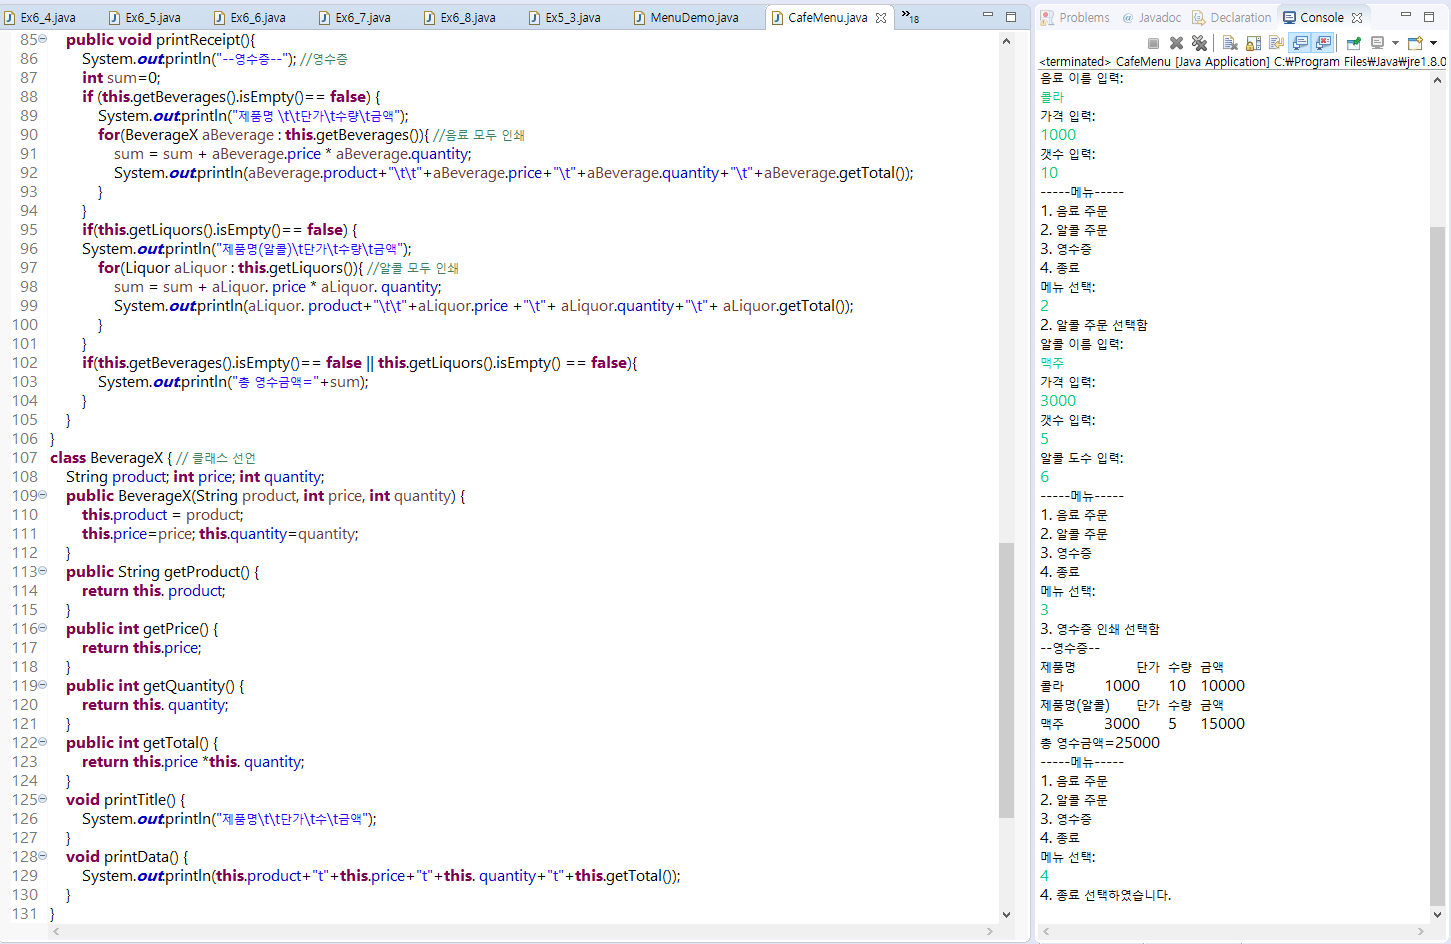 Ex6_4.java Ex6_5.java Ex6_6.java Ex6_7.java Ex6_8.java Ex5_3.java MenuDemo.java CafeMenu.java »18
85 public void printReceipt(){
86 System.out.println("--영수증--"); //영수증
87 int sum=0;
88 if (this.getBeverages().isEmpty()== false) {
89 System.out.println("제품명 \t\t단가\t수량\t금액");
90 for(BeverageX aBeverage : this.getBeverages()){ //음료 모두 인쇄
91 sum = sum + aBeverage.price * aBeverage.quantity;
92 System.out.println(aBeverage.product+"\t\t"+aBeverage.price+"\t"+aBeverage.quantity+"\t"+aBeverage.getTotal());
93 }
94 }
95 if(this.getLiquors().isEmpty()== false) {
96 System.out.println("제품명(알콜)\t단가\t수량\t금액");
97 for(Liquor aLiquor : this.getLiquors()){ //알콜 모두 인쇄
98 sum = sum + aLiquor. price * aLiquor. quantity;
99 System.out.println(aLiquor. product+"\t\t"+aLiquor.price +"\t"+ aLiquor.quantity+"\t"+ aLiquor.getTotal());
100 }
101 }
102 if(this.getBeverages().isEmpty()== false || this.getLiquors().isEmpty() == false){
103 System.out.println("총 영수금액="+sum);
104 }
105 }
106 }
107 class BeverageX { // 클래스 선언
108 String product; int price; int quantity;
109 public BeverageX(String product, int price, int quantity) {
110 this.product = product;
111 this.price=price; this.quantity=quantity;
112 }
113 public String getProduct() {
114 return this. product;
115 }
116 public int getPrice() {
117 return this.price;
118 }
119 public int getQuantity() {
120 return this. quantity;
121 }
122 public int getTotal() {
123 return this.price *this. quantity;
124 }
125 void printTitle() {
126 System.out.println("제품명\t\t단가\t수\t금액");
127 }
128 void printData() {
129 System.out.println(this.product+"t"+this.price+"t"+this. quantity+"t"+this.getTotal());
130 }
131 }
Problems @ Javadoc Declaration Console
<terminated> CafeMenu [Java Application] C:₩Program Files₩Java₩jre1.8.0
음료 이름 입력:
콜라
가격 입력:
1000
갯수 입력:
10
-----메뉴-----
1. 음료 주문
2. 알콜 주문
3. 영수증
4. 종료
메뉴 선택:
2
2. 알콜 주문 선택함
알콜 이름 입력:
맥주
가격 입력:
3000
갯수 입력:
5
알콜 도수 입력:
6
-----메뉴-----
1. 음료 주문
2. 알콜 주문
3. 영수증
4. 종료
메뉴 선택:
3
3. 영수증 인쇄 선택함
--영수증--
제품명 단가 수량 금액
콜라 1000 10 10000
제품명(알콜) 단가 수량 금액
맥주 3000 5 15000
총 영수금액=25000
-----메뉴-----
1. 음료 주문
2. 알콜 주문
3. 영수증
4. 종료
메뉴 선택:
4
4. 종료 선택하였습니다.